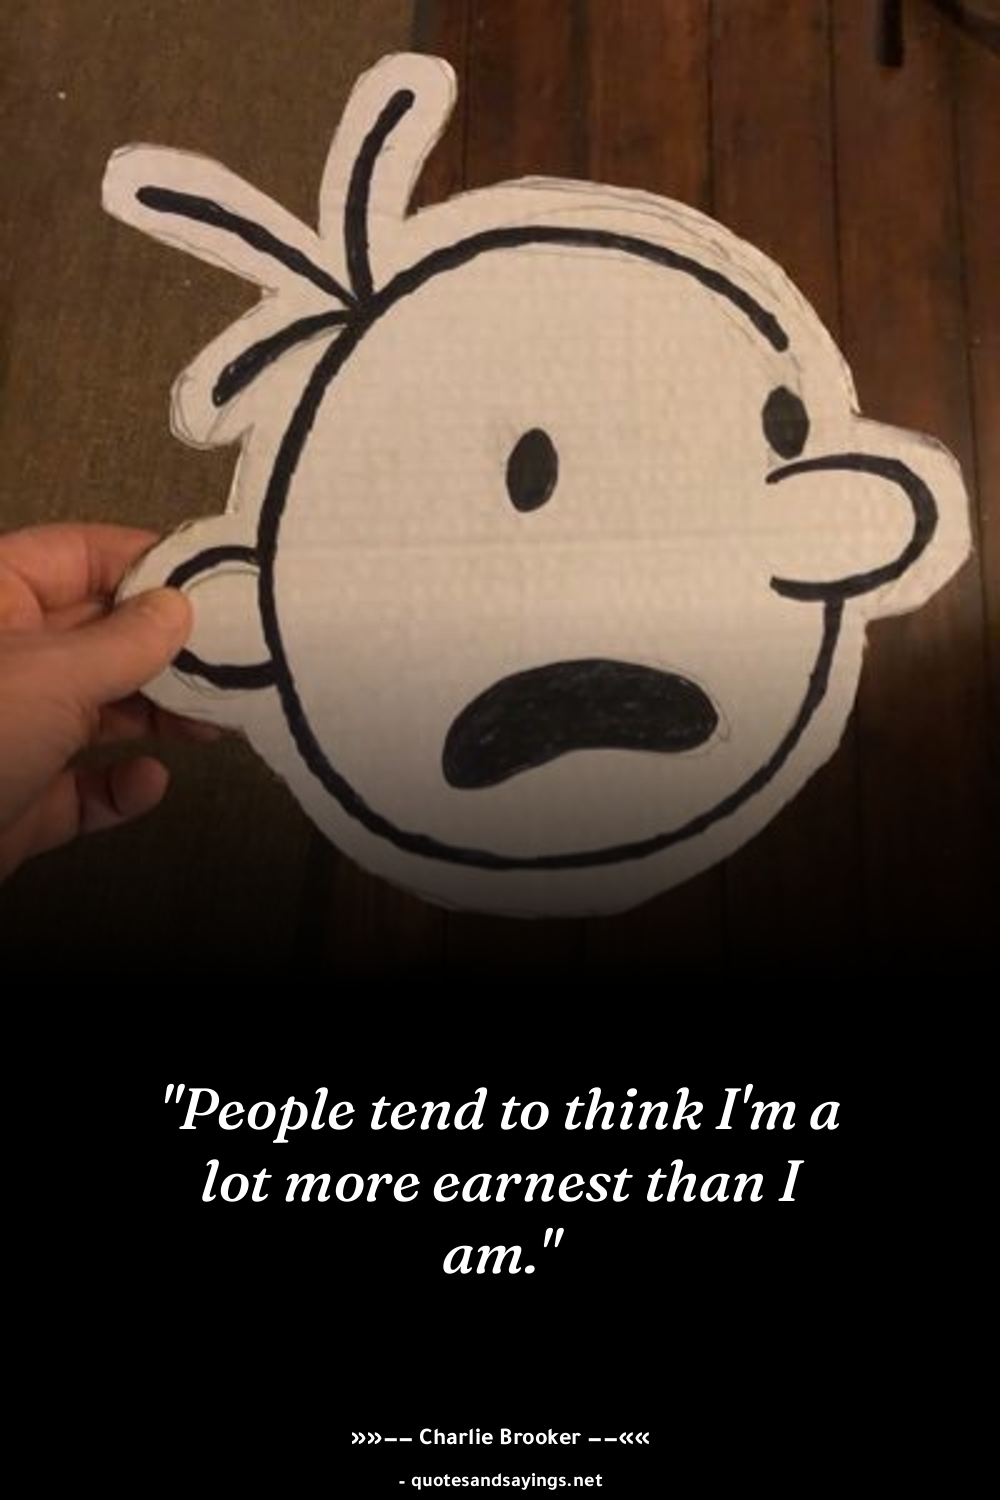 "People tend to think I'm a
lot more earnest than I
am."
»»–– Charlie Brooker ––««
- quotesandsayings.net